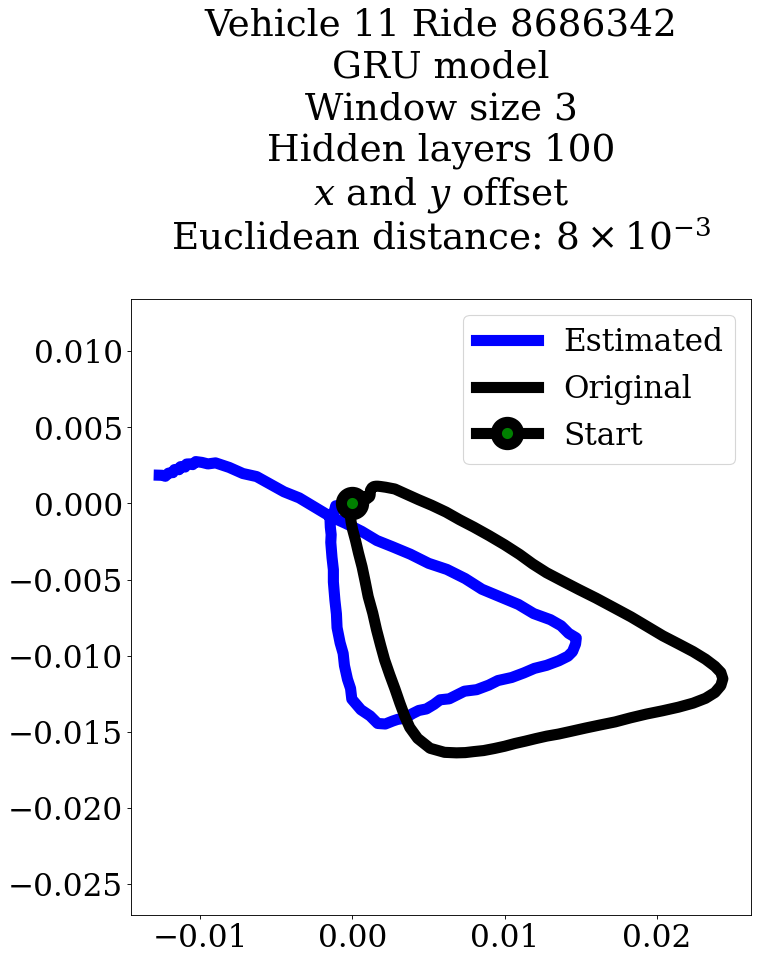 Vehicle 11 Ride 8686342
GRU model
Window size 3
Hidden layers 100
x and y offset
Euclidean distance: 8 × 10⁻³
Estimated
Original
Start
0.010
0.005
0.000
−0.005
−0.010
−0.015
−0.020
−0.025
−0.01 0.00 0.01 0.02